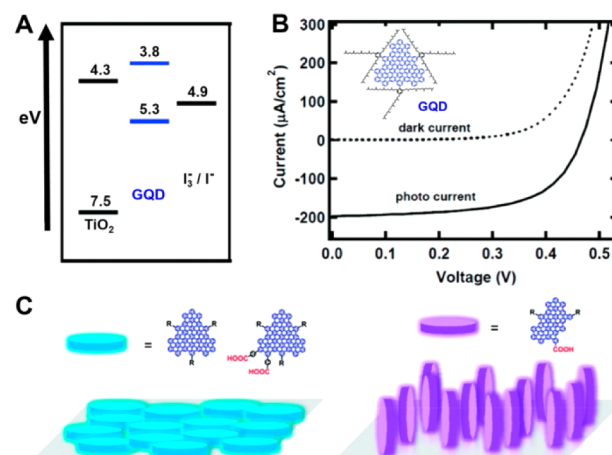 A
eV
4.3
3.8
5.3
4.9
7.5
TiO₂
GQD
I₃⁻ / I⁻
B
Current (µA/cm²)
300
200
100
0
-100
-200
GQD
dark current
photo current
0.0
0.1
0.2
0.3
0.4
0.5
Voltage (V)
C
=
R
R
R
R
R
R
HOOC
HOOC
=
R
R
COOH